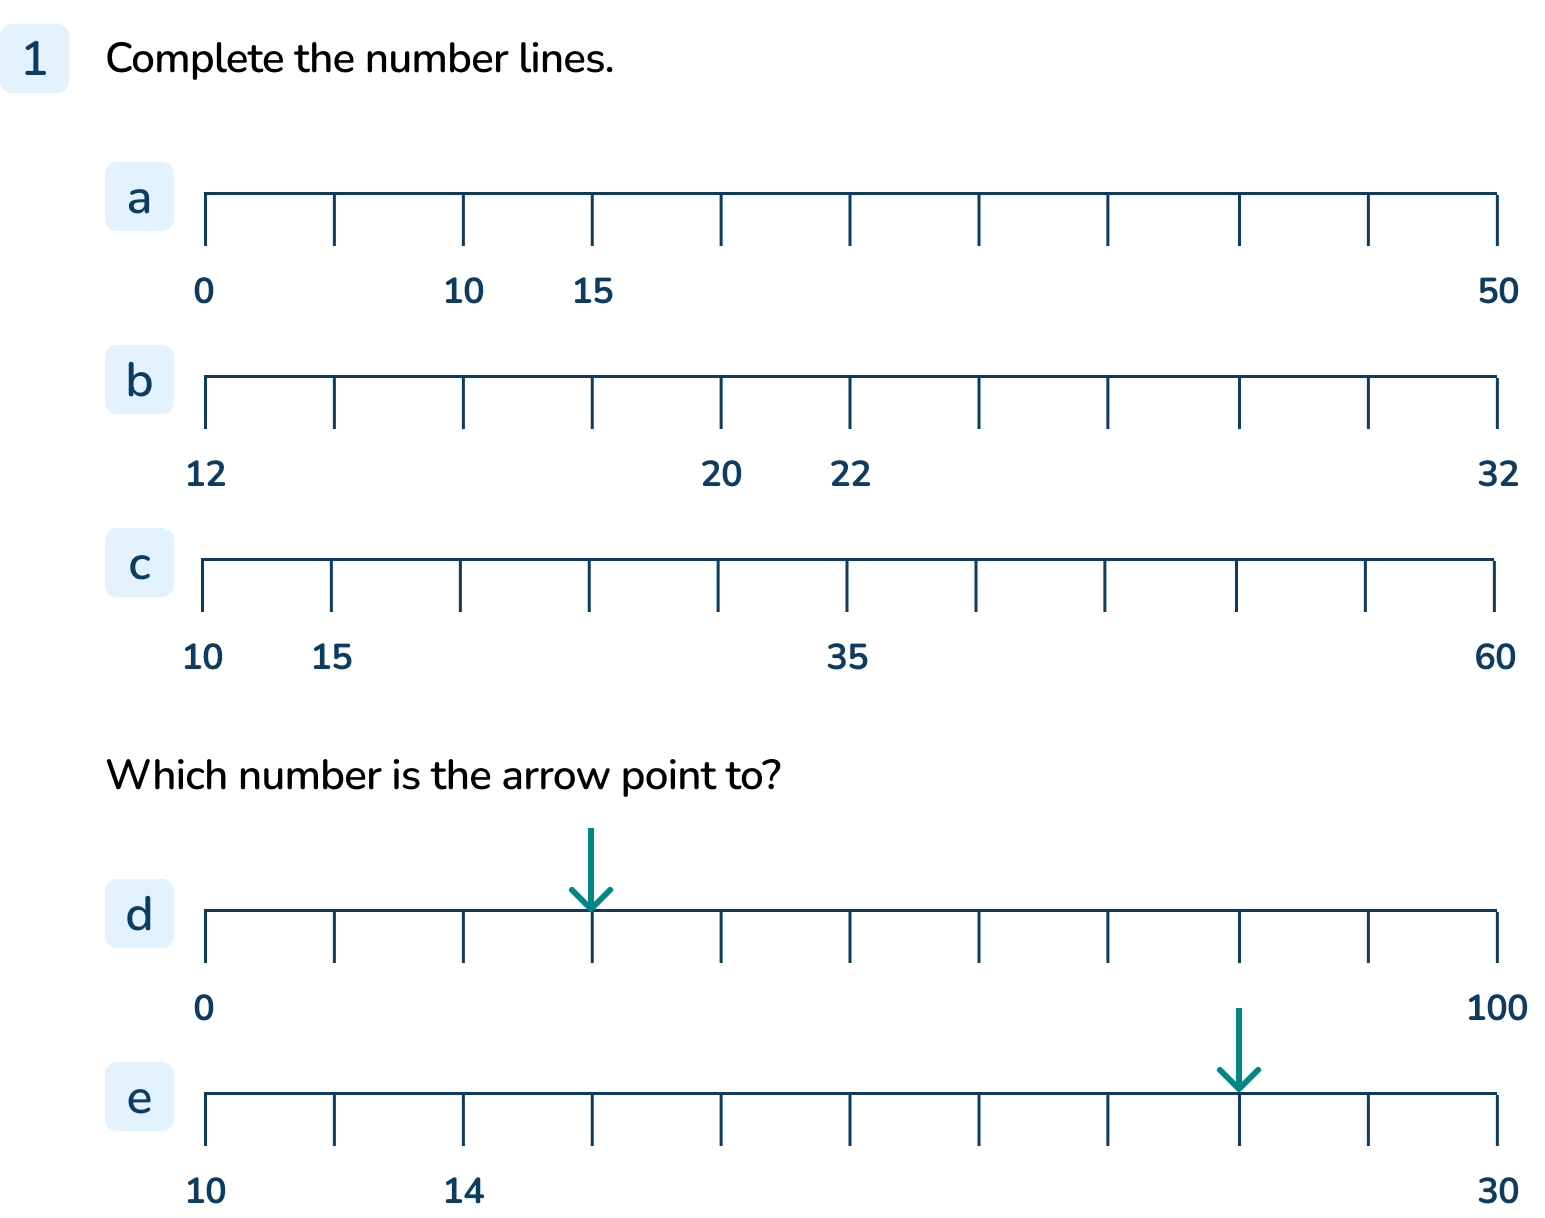 1 Complete the number lines.
a
0 10 15 50
b
12 20 22 32
c
10 15 35 60
Which number is the arrow point to?
d
0 100
e
10 14 30